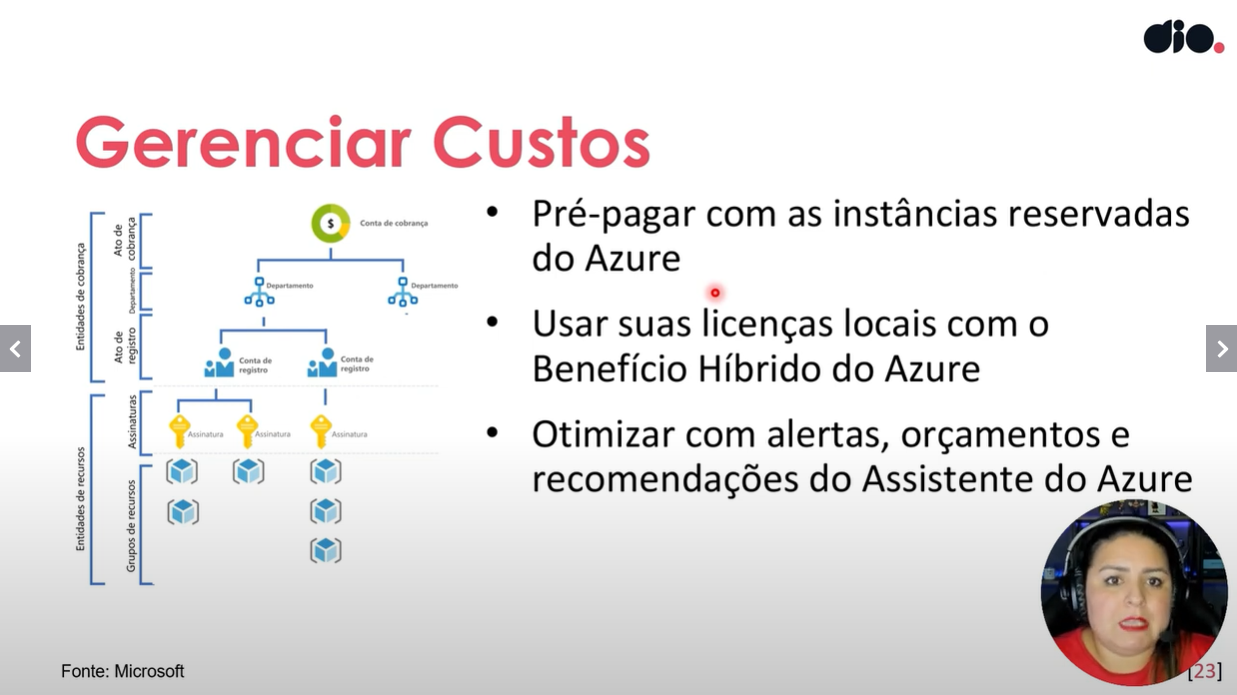 dio.
Gerenciar Custos
Entidades de cobrança
Ato de
cobrança
Departamento
Ato de
registro
Conta de cobrança
Departamento
Departamento
Conta de
registro
Conta de
registro
Entidades de recursos
Assinaturas
Grupos de recursos
Assinatura
Assinatura
Assinatura
• Pré-pagar com as instâncias reservadas
do Azure
• Usar suas licenças locais com o
Benefício Híbrido do Azure
• Otimizar com alertas, orçamentos e
recomendações do Assistente do Azure
Fonte: Microsoft
[23]